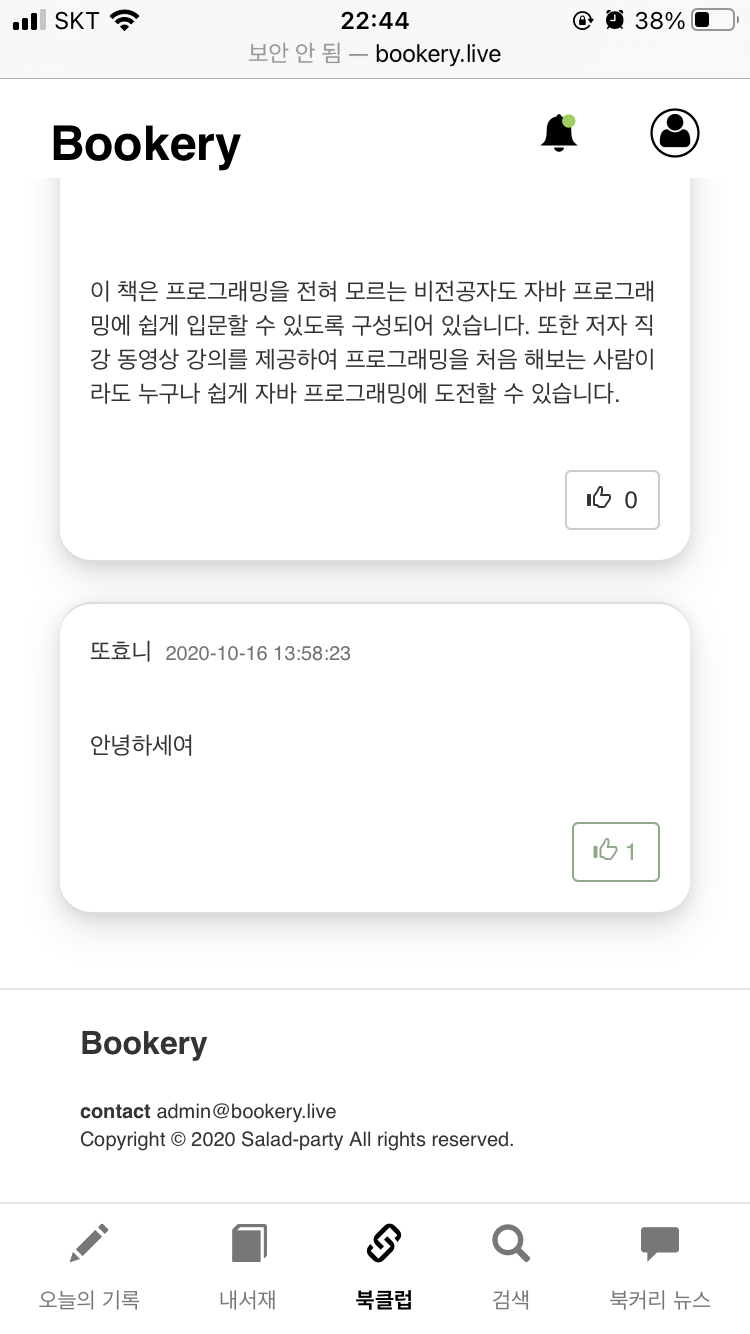 SKT 22:44 38%
보안 안 됨 — bookery.live
Bookery
이 책은 프로그래밍을 전혀 모르는 비전공자도 자바 프로그래
밍에 쉽게 입문할 수 있도록 구성되어 있습니다. 또한 저자 직
강 동영상 강의를 제공하여 프로그래밍을 처음 해보는 사람이
라도 누구나 쉽게 자바 프로그래밍에 도전할 수 있습니다.
0
또효니 2020-10-16 13:58:23
안녕하세여
1
Bookery
contact admin@bookery.live
Copyright © 2020 Salad-party All rights reserved.
오늘의 기록 내서재 북클럽 검색 북커리 뉴스